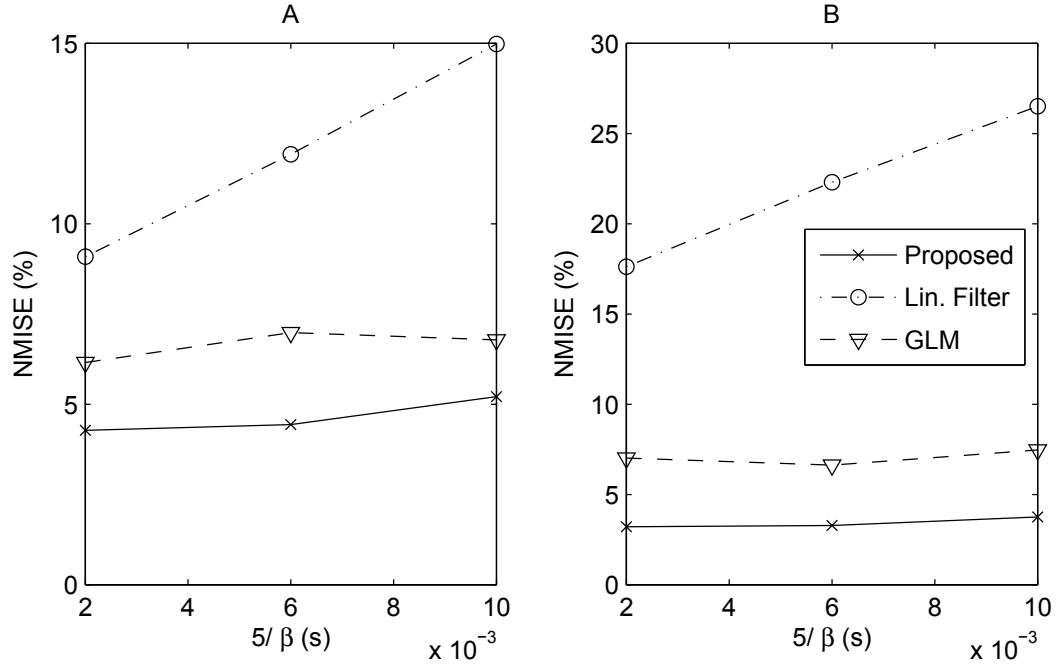 A
NMISE (%)
15
10
5
0
2 4 6 8 10
5/ β (s)
x 10⁻³
B
NMISE (%)
30
25
20
15
10
5
0
2 4 6 8 10
5/ β (s)
x 10⁻³
Proposed
Lin. Filter
GLM